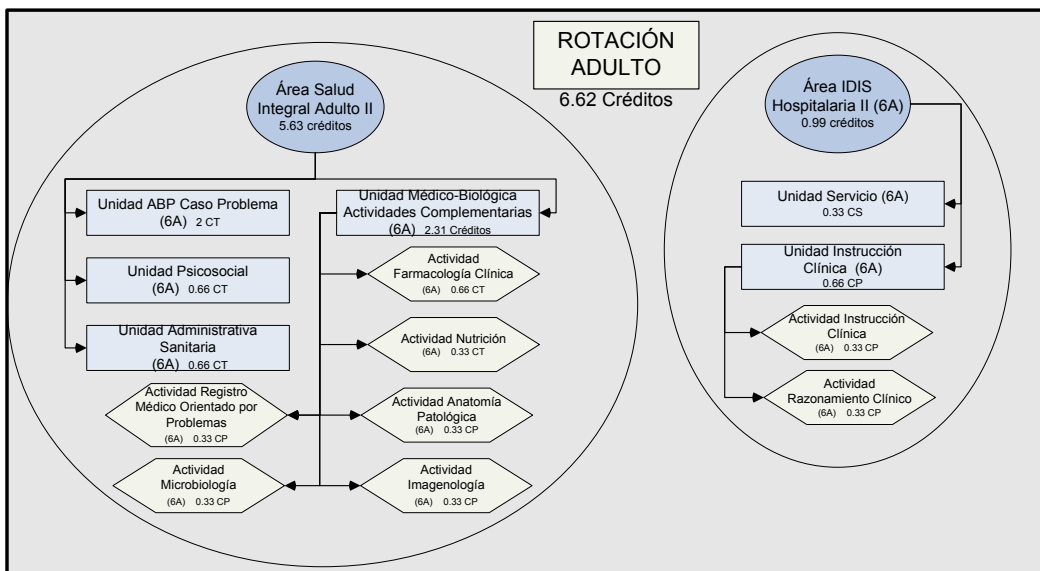 ROTACIÓN
ADULTO
6.62 Créditos
Área Salud
Integral Adulto II
5.63 créditos
Unidad ABP Caso Problema
(6A) 2 CT
Unidad Psicosocial
(6A) 0.66 CT
Unidad Administrativa
Sanitaria
(6A) 0.66 CT
Unidad Médico-Biológica
Actividades Complementarias
(6A) 2.31 Créditos
Actividad
Farmacología Clínica
(6A) 0.66 CT
Actividad Nutrición
(6A) 0.33 CT
Actividad Registro
Médico Orientado por
Problemas
(6A) 0.33 CP
Actividad Anatomía
Patológica
(6A) 0.33 CP
Actividad
Microbiología
(6A) 0.33 CP
Actividad
Imagenología
(6A) 0.33 CP
Área IDIS
Hospitalaria II (6A)
0.99 créditos
Unidad Servicio (6A)
0.33 CS
Unidad Instrucción
Clínica (6A)
0.66 CP
Actividad Instrucción
Clínica
(6A) 0.33 CP
Actividad
Razonamiento Clínico
(6A) 0.33 CP